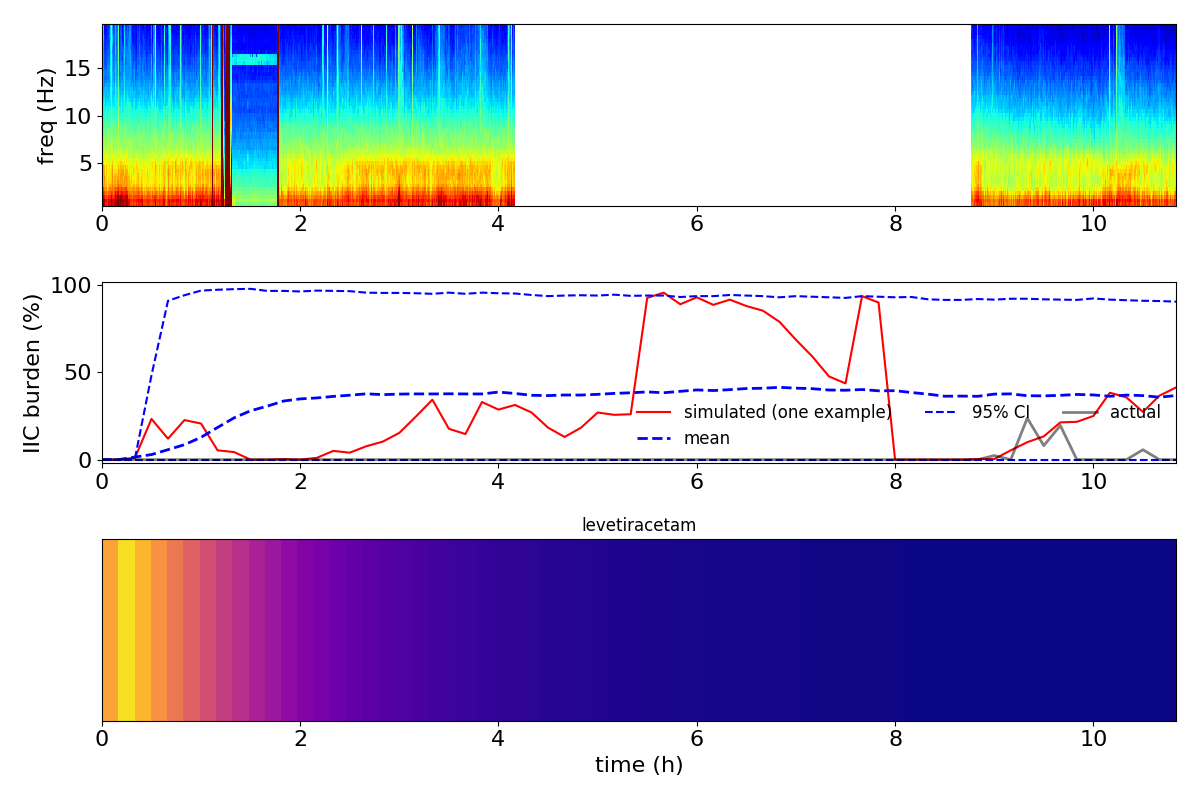 freq (Hz)
15
10
5
0 2 4 6 8 10
IIC burden (%)
100
50
0
simulated (one example) 95% CI actual
mean
0 2 4 6 8 10
levetiracetam
0 2 4 6 8 10
time (h)